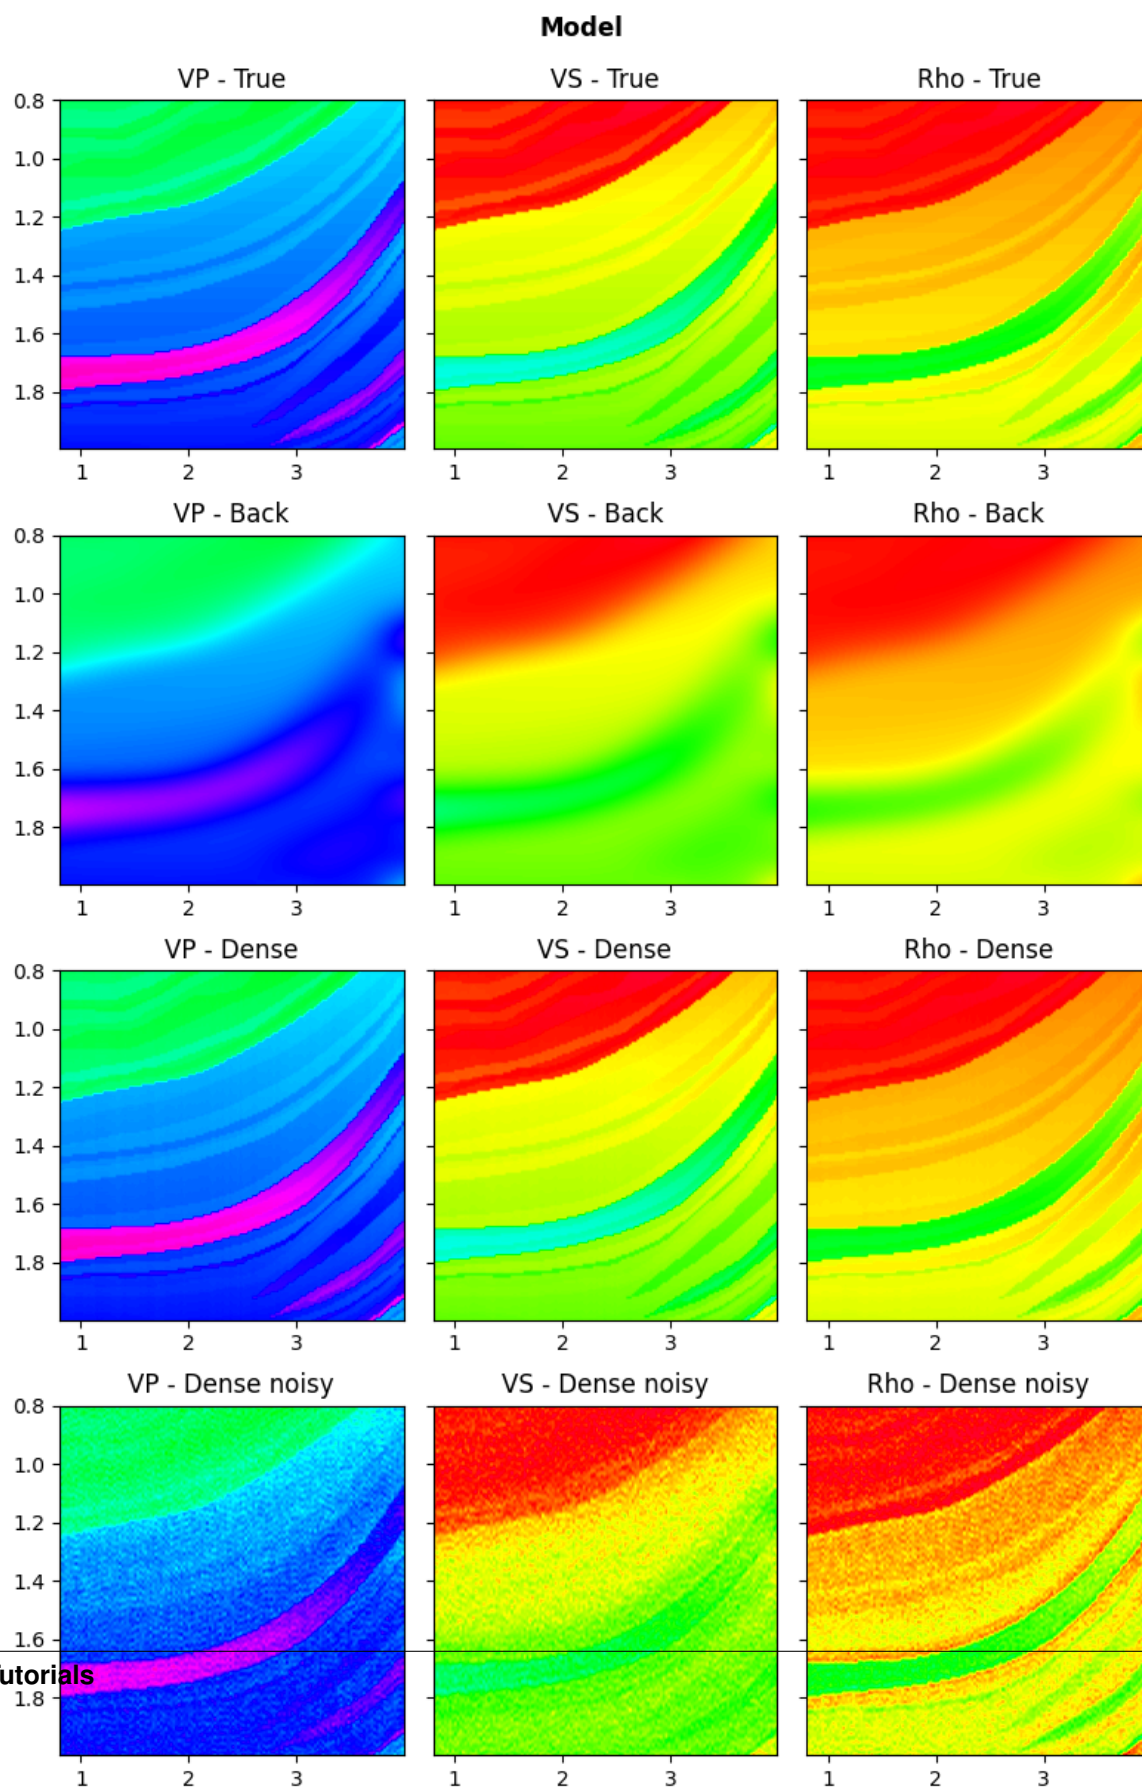 Model
VP - True VS - True Rho - True
0.8
1.0
1.2
1.4
1.6
1.8
1 2 3 1 2 3 1 2 3
VP - Back VS - Back Rho - Back
0.8
1.0
1.2
1.4
1.6
1.8
1 2 3 1 2 3 1 2 3
VP - Dense VS - Dense Rho - Dense
0.8
1.0
1.2
1.4
1.6
1.8
1 2 3 1 2 3 1 2 3
VP - Dense noisy VS - Dense noisy Rho - Dense noisy
0.8
1.0
1.2
1.4
1.6
utorials
1.8
1 2 3 1 2 3 1 2 3